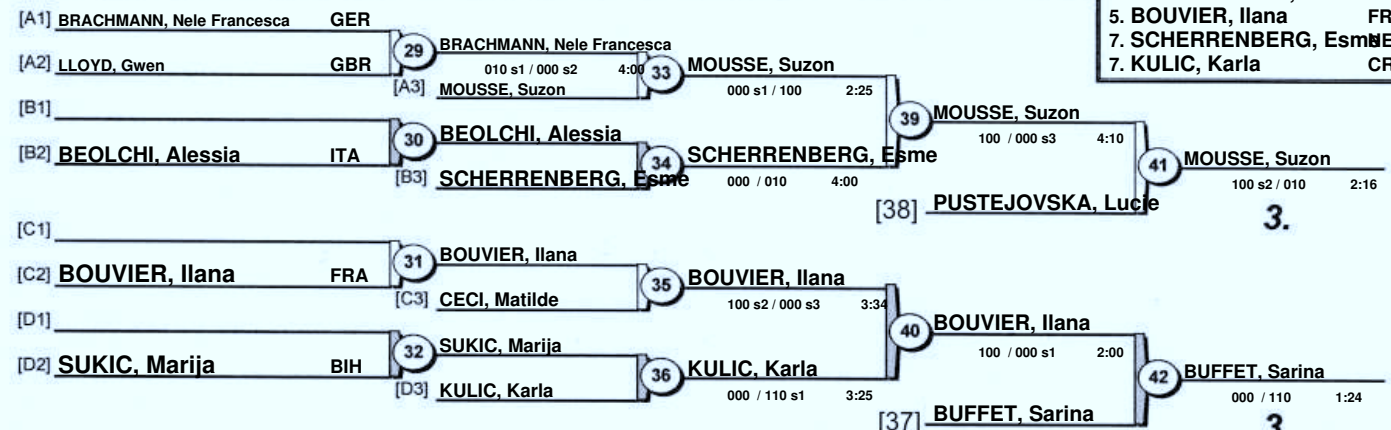 5. BOUVIER, Ilana FR
7. SCHERRENBERG, Esme NE
7. KULIC, Karla CR
[A1] BRACHMANN, Nele Francesca GER
[A2] LLOYD, Gwen GBR
29
BRACHMANN, Nele Francesca
010 s1 / 000 s2 4:00
[A3] MOUSSE, Suzon
33
MOUSSE, Suzon
000 s1 / 100 2:25
[B1]
[B2] BEOLCHI, Alessia ITA
30
BEOLCHI, Alessia
[B3] SCHERRENBERG, Esme
34
SCHERRENBERG, Esme
000 / 010 4:00
39
MOUSSE, Suzon
100 / 000 s3 4:10
[38] PUSTEJOVSKA, Lucie
41
MOUSSE, Suzon
100 s2 / 010 2:16
3.
[C1]
[C2] BOUVIER, Ilana FRA
31
BOUVIER, Ilana
[C3] CECI, Matilde
35
BOUVIER, Ilana
100 s2 / 000 s3 3:34
[D1]
[D2] SUKIC, Marija BIH
32
SUKIC, Marija
[D3] KULIC, Karla
36
KULIC, Karla
000 / 110 s1 3:25
40
BOUVIER, Ilana
100 / 000 s1 2:00
[37] BUFFET, Sarina
42
BUFFET, Sarina
000 / 110 1:24
3.